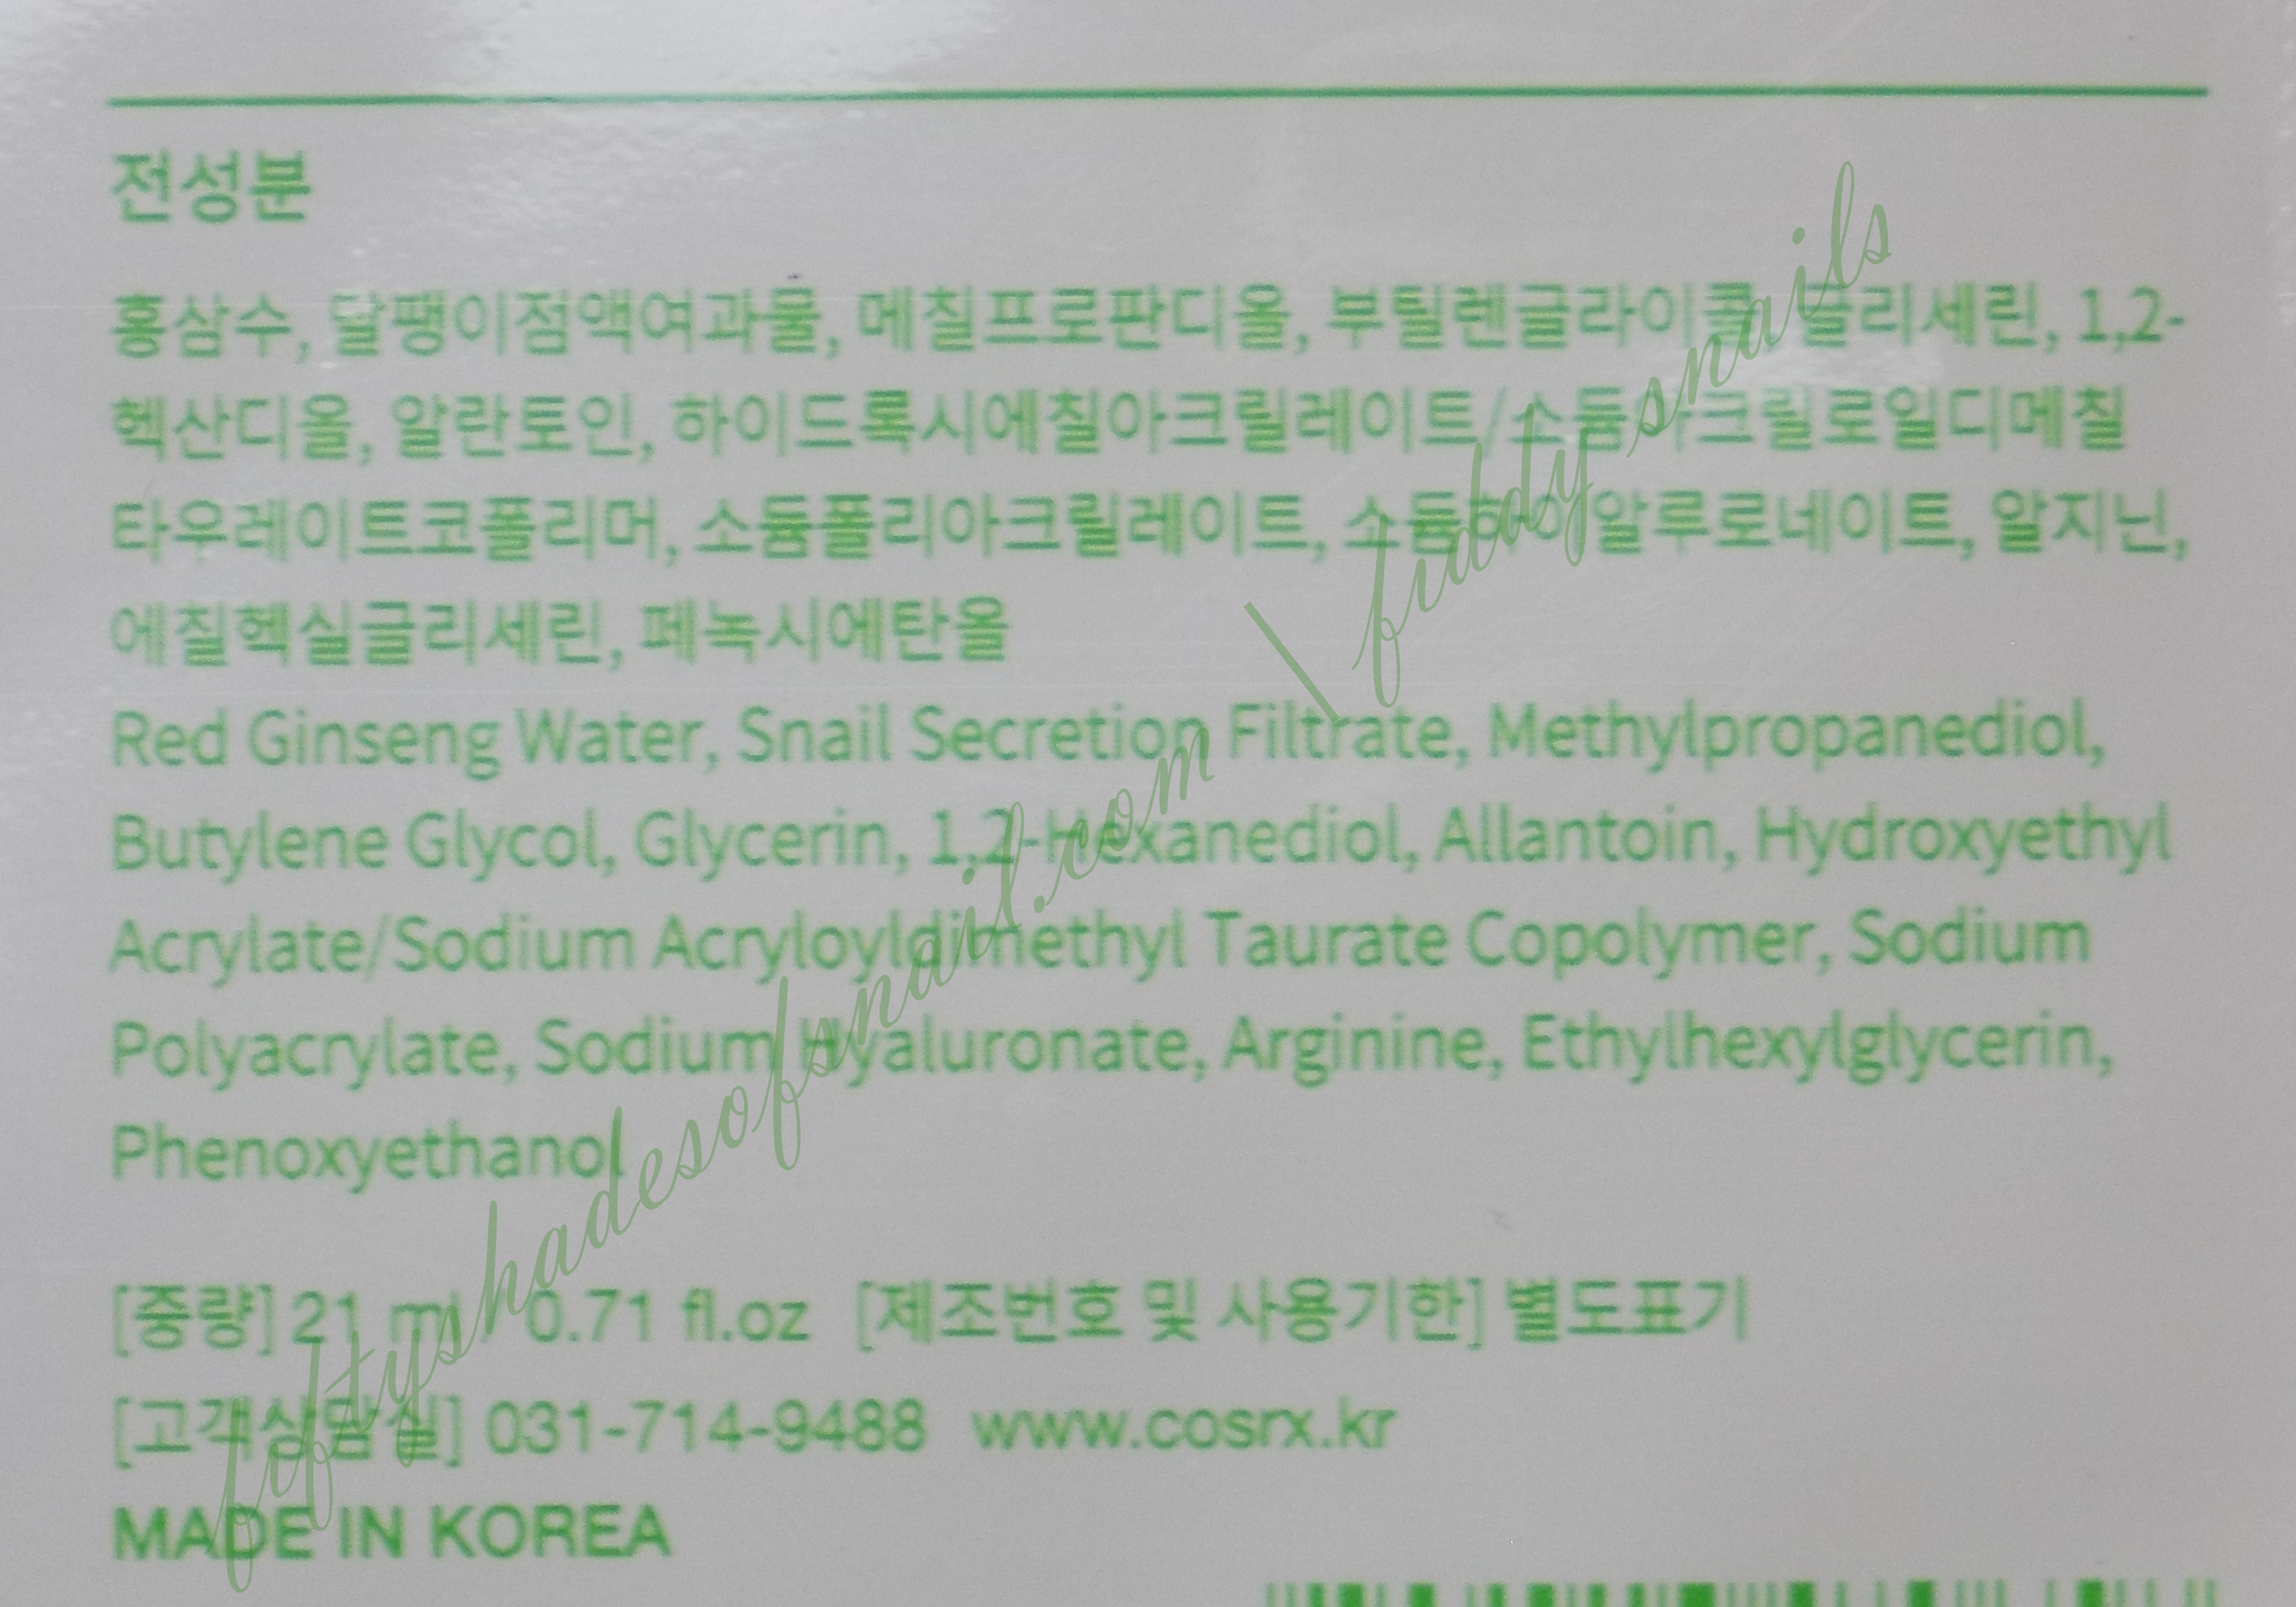 전성분
홍삼수, 달팽이점액여과물, 메칠프로판디올, 부틸렌글라이콜, 글리세린, 1,2-
헥산디올, 알란토인, 하이드록시에칠아크릴레이트/소듐아크릴로일디메칠
타우레이트코폴리머, 소듐폴리아크릴레이트, 소듐하이알루로네이트, 알지닌,
에칠헥실글리세린, 페녹시에탄올
Red Ginseng Water, Snail Secretion Filtrate, Methylpropanediol,
Butylene Glycol, Glycerin, 1,2-Hexanediol, Allantoin, Hydroxyethyl
Acrylate/Sodium Acryloyldimethyl Taurate Copolymer, Sodium
Polyacrylate, Sodium Hyaluronate, Arginine, Ethylhexylglycerin,
Phenoxyethanol
[중량] 21 ml / 0.71 fl.oz [제조번호 및 사용기한] 별도표기
[고객상담실] 031-714-9488 www.cosrx.kr
MADE IN KOREA
fiftyshadesofsnail.com \ fiddy snails